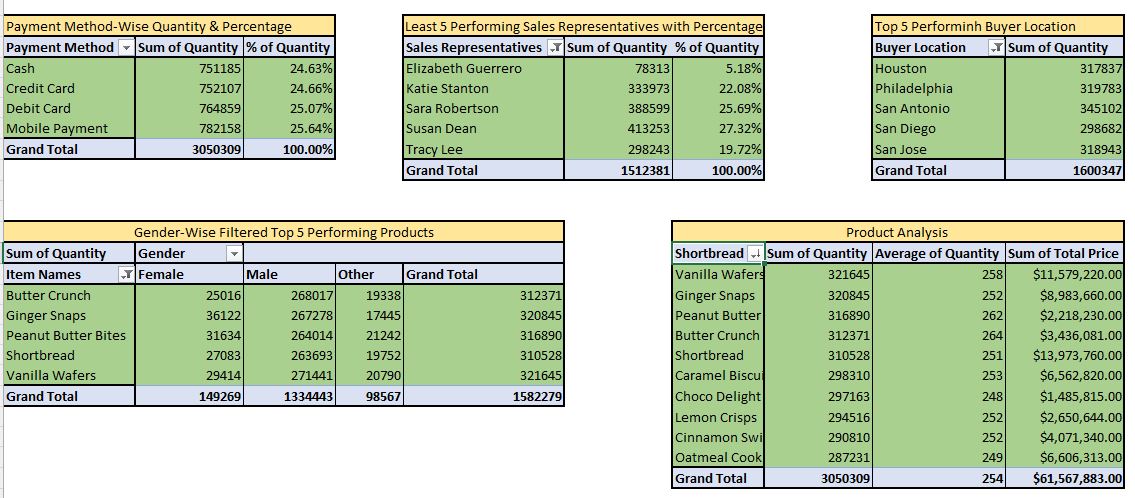 Payment Method-Wise Quantity & Percentage
Payment Method Sum of Quantity % of Quantity
Cash 751185 24.63%
Credit Card 752107 24.66%
Debit Card 764859 25.07%
Mobile Payment 782158 25.64%
Grand Total 3050309 100.00%
Least 5 Performing Sales Representatives with Percentage
Sales Representatives Sum of Quantity % of Quantity
Elizabeth Guerrero 78313 5.18%
Katie Stanton 333973 22.08%
Sara Robertson 388599 25.69%
Susan Dean 413253 27.32%
Tracy Lee 298243 19.72%
Grand Total 1512381 100.00%
Top 5 Performinh Buyer Location
Buyer Location Sum of Quantity
Houston 317837
Philadelphia 319783
San Antonio 345102
San Diego 298682
San Jose 318943
Grand Total 1600347
Gender-Wise Filtered Top 5 Performing Products
Sum of Quantity Gender
Item Names Female Male Other Grand Total
Butter Crunch 25016 268017 19338 312371
Ginger Snaps 36122 267278 17445 320845
Peanut Butter Bites 31634 264014 21242 316890
Shortbread 27083 263693 19752 310528
Vanilla Wafers 29414 271441 20790 321645
Grand Total 149269 1334443 98567 1582279
Product Analysis
Shortbread Sum of Quantity Average of Quantity Sum of Total Price
Vanilla Wafers 321645 258 $11,579,220.00
Ginger Snaps 320845 252 $8,983,660.00
Peanut Butter 316890 262 $2,218,230.00
Butter Crunch 312371 264 $3,436,081.00
Shortbread 310528 251 $13,973,760.00
Caramel Biscui 298310 253 $6,562,820.00
Choco Delight 297163 248 $1,485,815.00
Lemon Crisps 294516 252 $2,650,644.00
Cinnamon Swi 290810 252 $4,071,340.00
Oatmeal Cook 287231 249 $6,606,313.00
Grand Total 3050309 254 $61,567,883.00